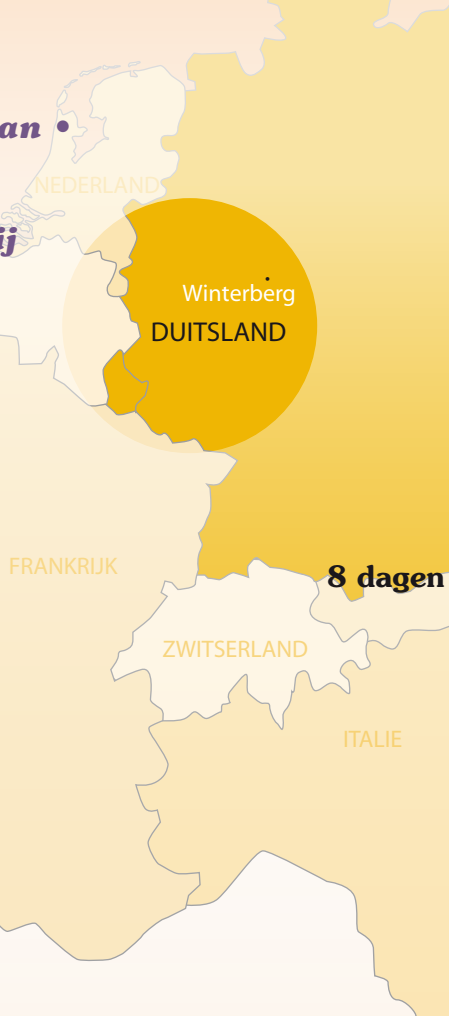 an •
NEDERLAND
ij
Winterberg
DUITSLAND
FRANKRIJK
8 dagen
ZWITSERLAND
ITALIE